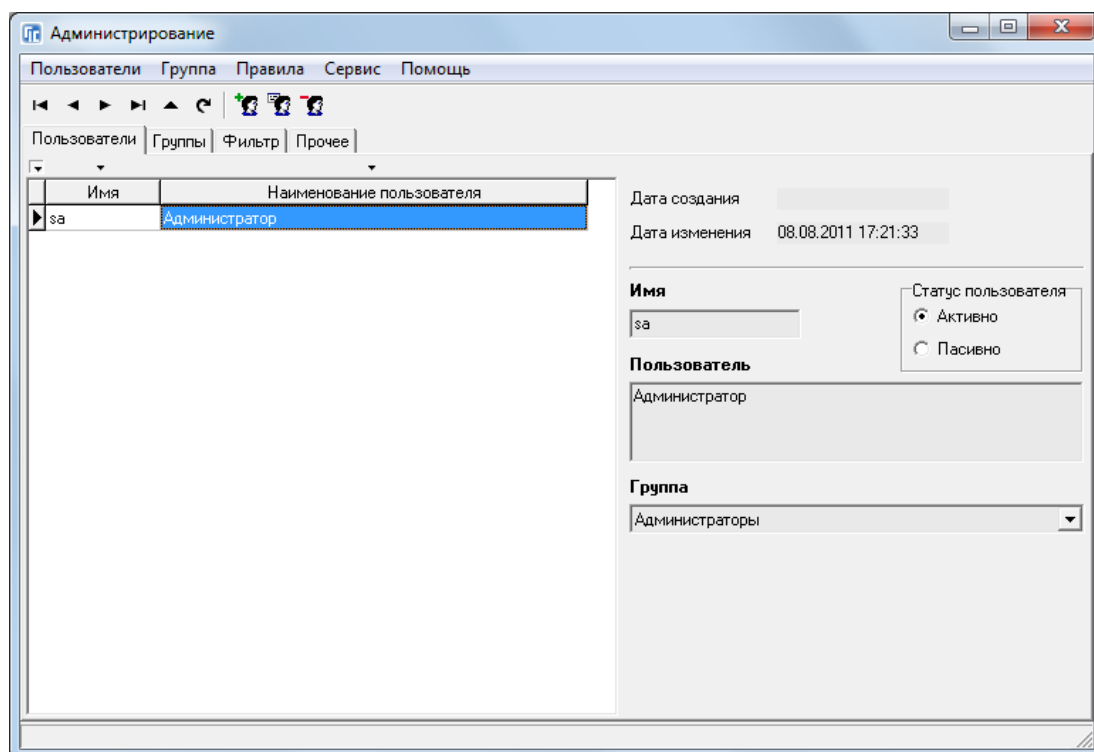 Администрирование
Пользователи Группа Правила Сервис Помощь
Пользователи Группы Фильтр Прочее
Имя Наименование пользователя
sa Администратор
Дата создания
Дата изменения 08.08.2011 17:21:33
Имя
sa
Статус пользователя
Активно
Пасивно
Пользователь
Администратор
Группа
Администраторы